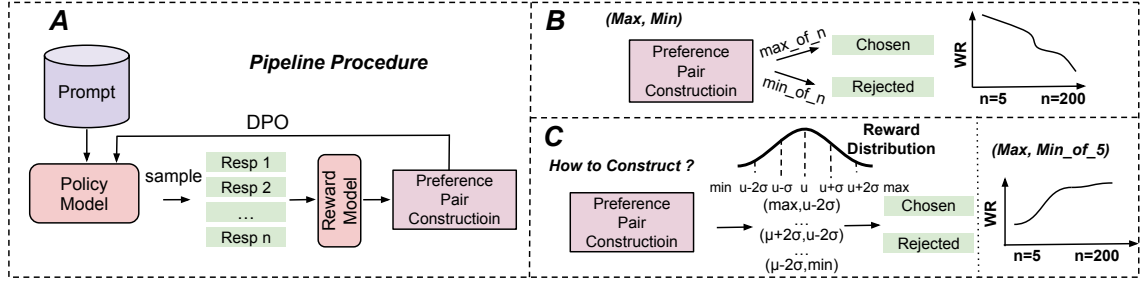 A
Pipeline Procedure
Prompt
DPO
Policy
Model
sample
Resp 1
Resp 2
...
Resp n
Reward
Model
Preference
Pair
Constructioin
B
(Max, Min)
Preference
Pair
Constructioin
max_of_n
min_of_n
Chosen
Rejected
WR
n=5 n=200
C
How to Construct ?
Preference
Pair
Constructioin
Reward
Distribution
min u-2σ u-σ u u+σ u+2σ max
(max,u-2σ)
...
(μ+2σ,u-2σ)
...
(μ-2σ,min)
Chosen
Rejected
(Max, Min_of_5)
WR
n=5 n=200